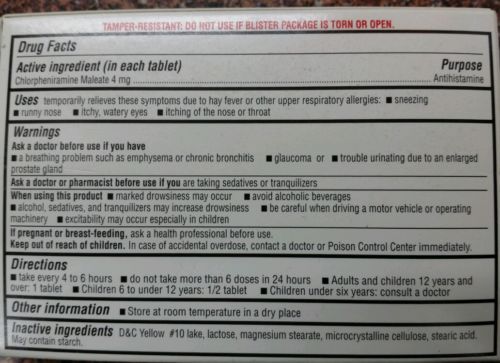 TAMPER-RESISTANT: DO NOT USE IF BLISTER PACKAGE IS TORN OR OPEN.
Drug Facts
Active ingredient (in each tablet) Purpose
Chlorpheniramine Maleate 4 mg ........ Antihistamine
Uses temporarily relieves these symptoms due to hay fever or other upper respiratory allergies: ■ sneezing
■ runny nose ■ itchy, watery eyes ■ itching of the nose or throat
Warnings
Ask a doctor before use if you have
■ a breathing problem such as emphysema or chronic bronchitis ■ glaucoma or ■ trouble urinating due to an enlarged
prostate gland
Ask a doctor or pharmacist before use if you are taking sedatives or tranquilizers
When using this product ■ marked drowsiness may occur ■ avoid alcoholic beverages
■ alcohol, sedatives, and tranquilizers may increase drowsiness ■ be careful when driving a motor vehicle or operating
machinery ■ excitability may occur especially in children
If pregnant or breast-feeding, ask a health professional before use.
Keep out of reach of children. In case of accidental overdose, contact a doctor or Poison Control Center immediately.
Directions
■ take every 4 to 6 hours ■ do not take more than 6 doses in 24 hours ■ Adults and children 12 years and
over: 1 tablet ■ Children 6 to under 12 years: 1/2 tablet ■ Children under six years: consult a doctor
Other information ■ Store at room temperature in a dry place
Inactive ingredients D&C Yellow #10 lake, lactose, magnesium stearate, microcrystalline cellulose, stearic acid.
May contain starch.